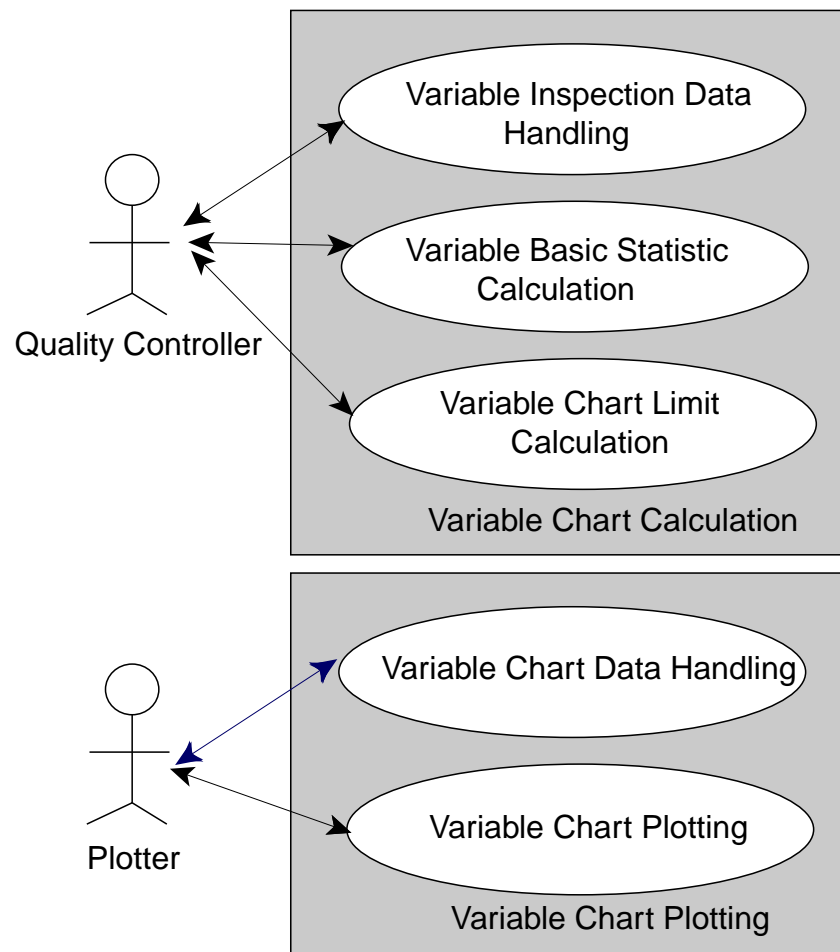 Variable Inspection Data
Handling
Variable Basic Statistic
Calculation
Quality Controller
Variable Chart Limit
Calculation
Variable Chart Calculation
Variable Chart Data Handling
Variable Chart Plotting
Plotter
Variable Chart Plotting